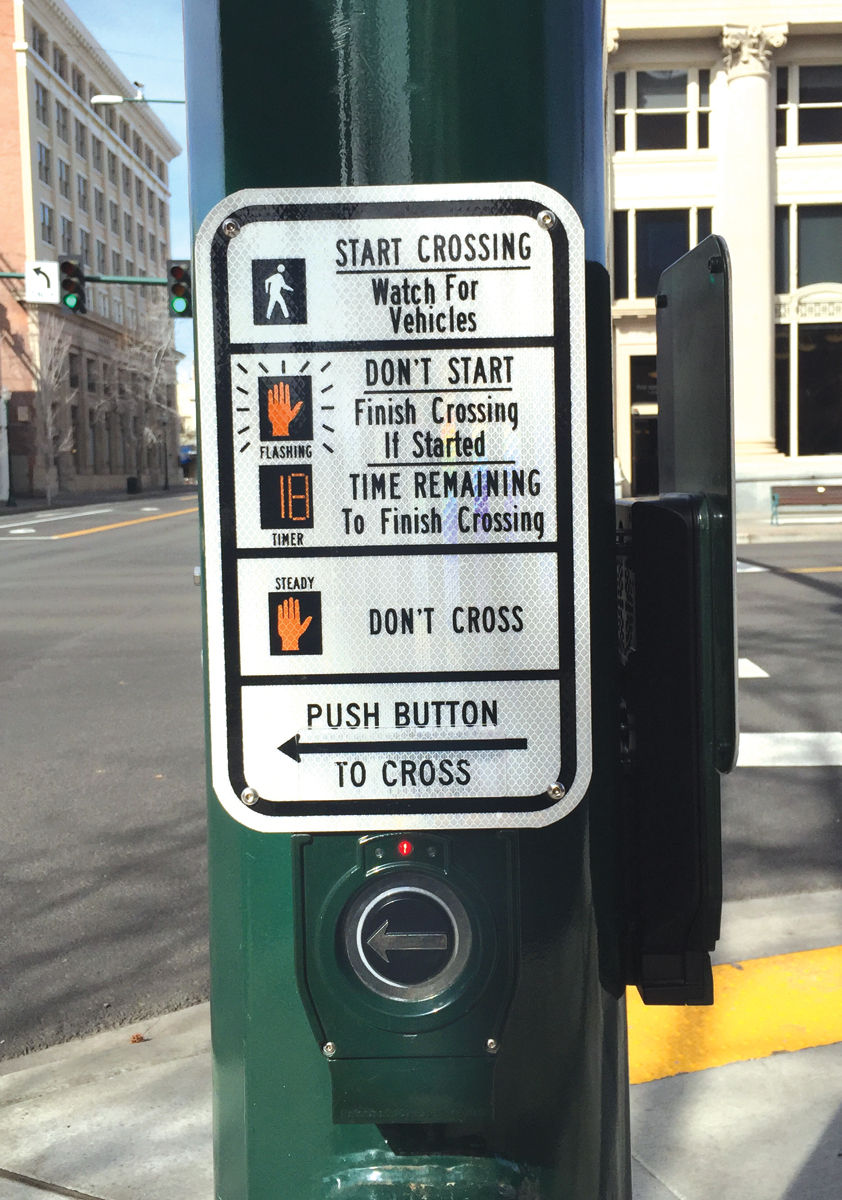 START CROSSING
Watch For
Vehicles
DON'T START
Finish Crossing
If Started
FLASHING
TIME REMAINING
18
To Finish Crossing
TIMER
STEADY
DON'T CROSS
PUSH BUTTON
TO CROSS